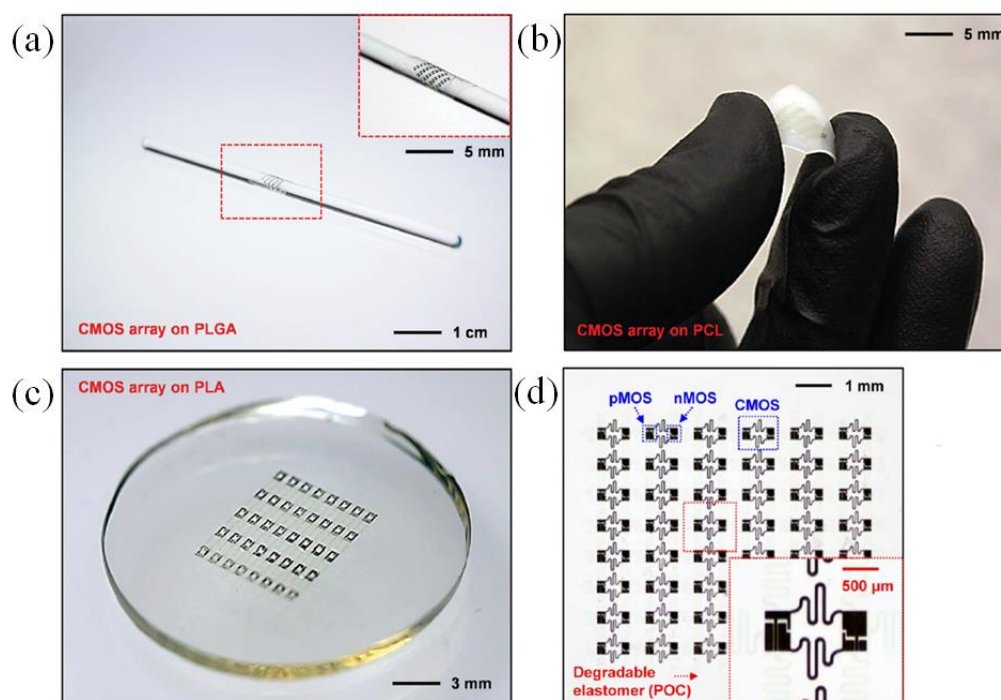 (a)
5 mm
CMOS array on PLGA
1 cm
(b)
5 mm
CMOS array on PCL
(c)
CMOS array on PLA
3 mm
(d)
1 mm
pMOS nMOS CMOS
500 µm
Degradable
elastomer (POC)